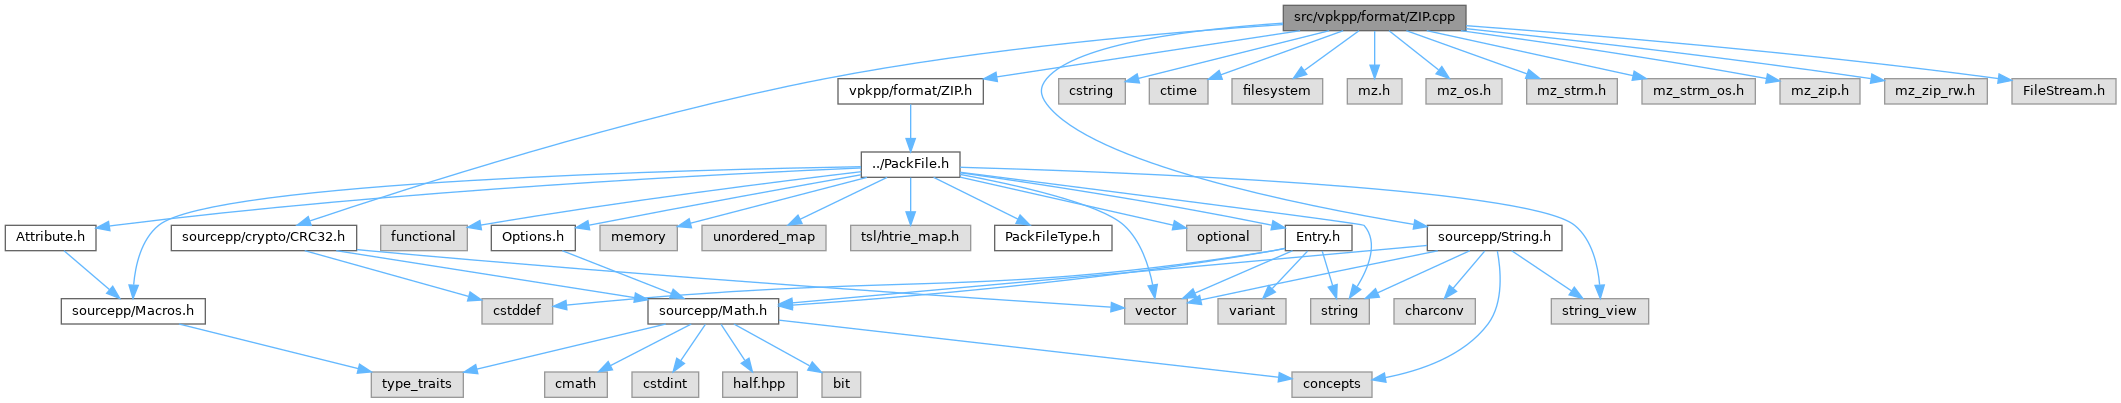 src/vpkpp/format/ZIP.cpp
vpkpp/format/ZIP.h
cstring
ctime
filesystem
mz.h
mz_os.h
mz_strm.h
mz_strm_os.h
mz_zip.h
mz_zip_rw.h
FileStream.h
../PackFile.h
Attribute.h
sourcepp/crypto/CRC32.h
functional
Options.h
memory
unordered_map
tsl/htrie_map.h
PackFileType.h
optional
Entry.h
sourcepp/String.h
sourcepp/Macros.h
cstddef
sourcepp/Math.h
vector
variant
string
charconv
string_view
type_traits
cmath
cstdint
half.hpp
bit
concepts